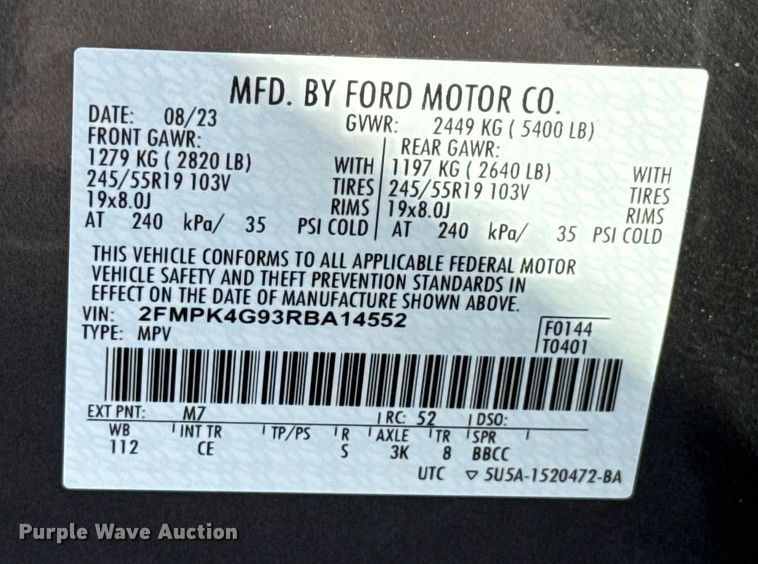 MFD. BY FORD MOTOR CO.
DATE: 08/23 GVWR: 2449 KG ( 5400 LB)
FRONT GAWR: REAR GAWR:
1279 KG ( 2820 LB) WITH 1197 KG ( 2640 LB) WITH
245/55R19 103V TIRES 245/55R19 103V TIRES
19x8.0J RIMS 19x8.0J RIMS
AT 240 kPa/ 35 PSI COLD AT 240 kPa/ 35 PSI COLD
THIS VEHICLE CONFORMS TO ALL APPLICABLE FEDERAL MOTOR
VEHICLE SAFETY AND THEFT PREVENTION STANDARDS IN
EFFECT ON THE DATE OF MANUFACTURE SHOWN ABOVE.
VIN: 2FMPK4G93RBA14552 F0144
TYPE: MPV T0401
EXT PNT: M7 RC: 52 DSO:
WB INT TR TP/PS R AXLE TR SPR
112 CE S 3K 8 BBCC
UTC ▽ 5U5A-1520472-BA
Purple Wave Auction